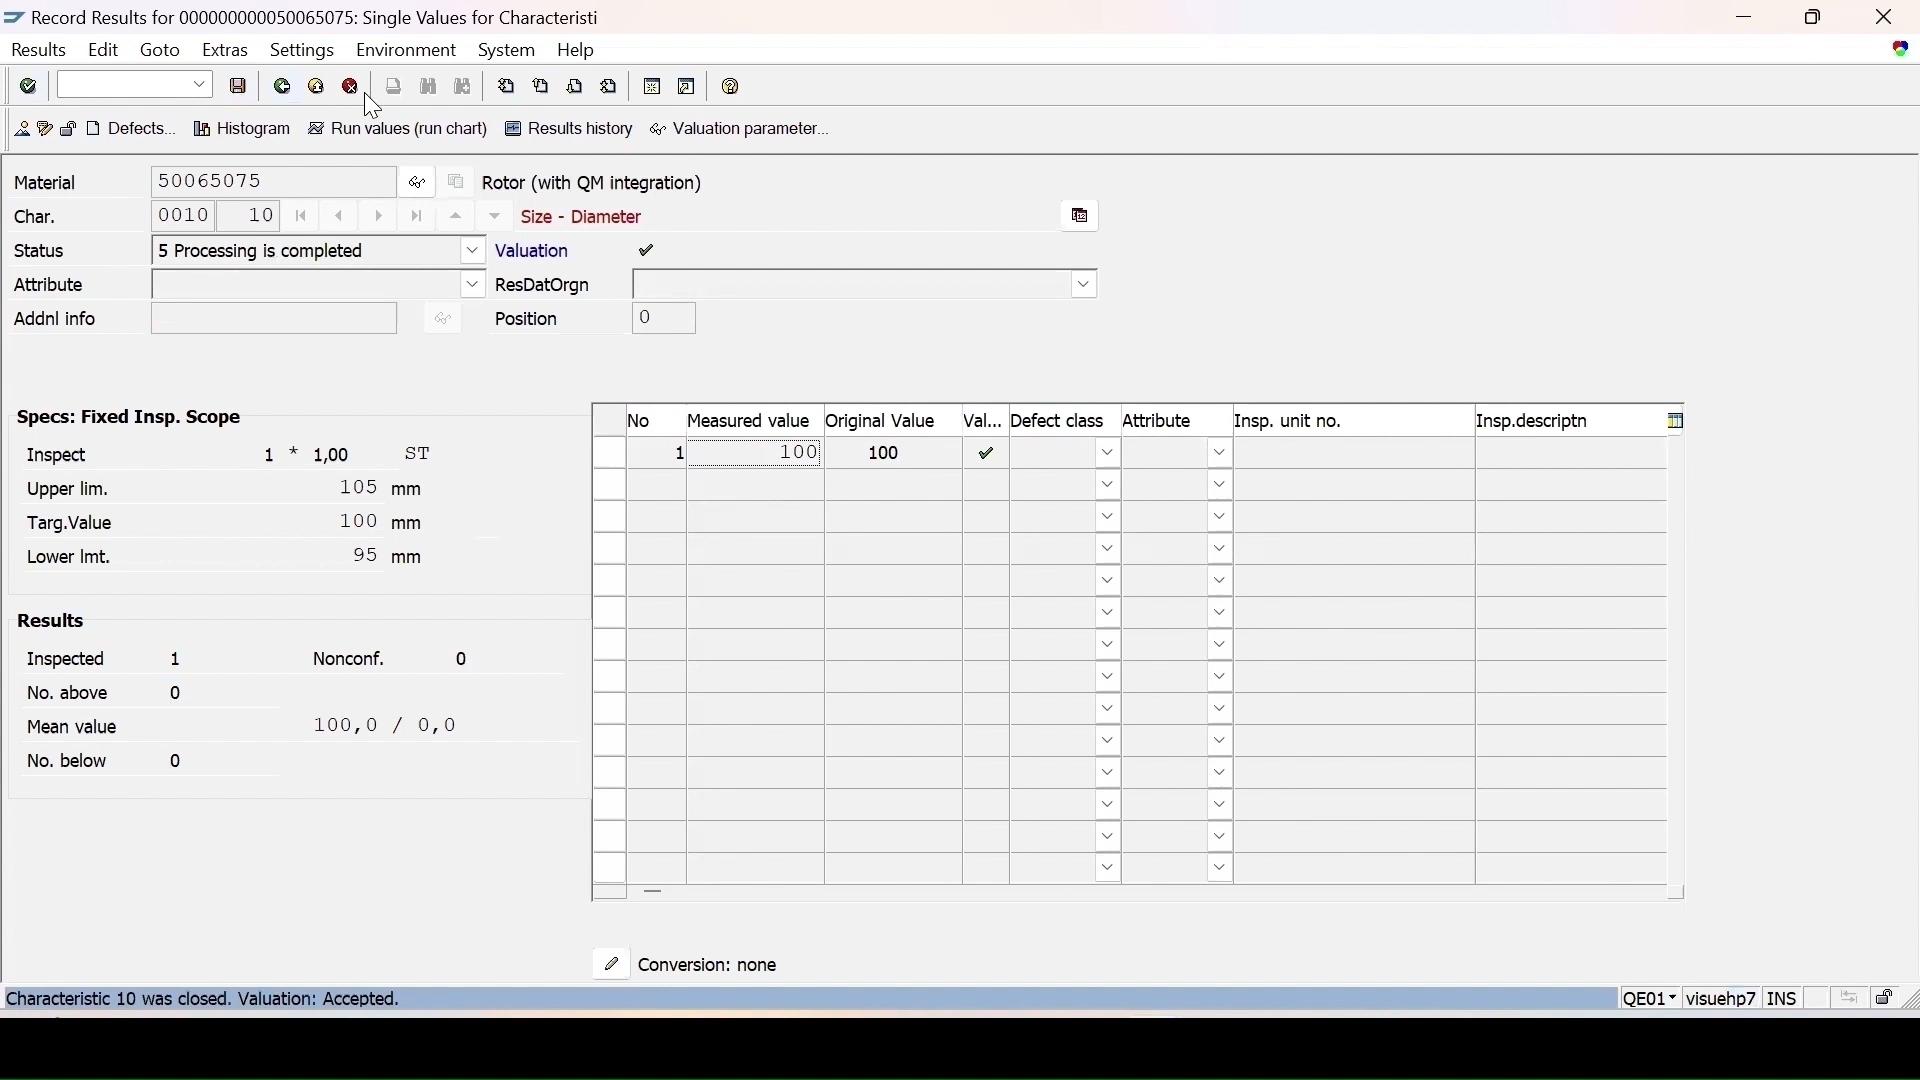 Record Results for 000000000050065075: Single Values for Characteristi
Results Edit Goto Extras Settings Environment System Help
Defects... Histogram Run values (run chart) Results history Valuation parameter...
Material 50065075 Rotor (with QM integration)
Char. 0010 10 Size - Diameter
Status 5 Processing is completed Valuation
Attribute ResDatOrgn
Addnl info Position 0
Specs: Fixed Insp. Scope
Inspect 1 * 1,00 ST
Upper lim. 105 mm
Targ.Value 100 mm
Lower lmt. 95 mm
Results
Inspected 1 Nonconf. 0
No. above 0
Mean value 100,0 / 0,0
No. below 0
No Measured value Original Value Val... Defect class Attribute Insp. unit no. Insp.descriptn
1 100 100
Conversion: none
Characteristic 10 was closed. Valuation: Accepted. QE01 visuehp7 INS